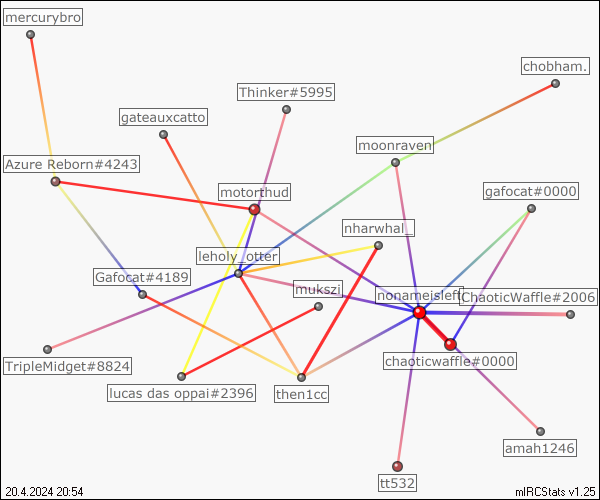 mercurybro
chobham.
Thinker#5995
gateauxcatto
moonraven
Azure Reborn#4243
motorthud
gafocat#0000
nharwhal_
leholy_otter
Gafocat#4189
mukszi
nonameisleft
ChaoticWaffle#2006
TripleMidget#8824
chaoticwaffle#0000
lucas das oppai#2396
then1cc
amah1246
tt532
20.4.2024 20:54
mIRCStats v1.25